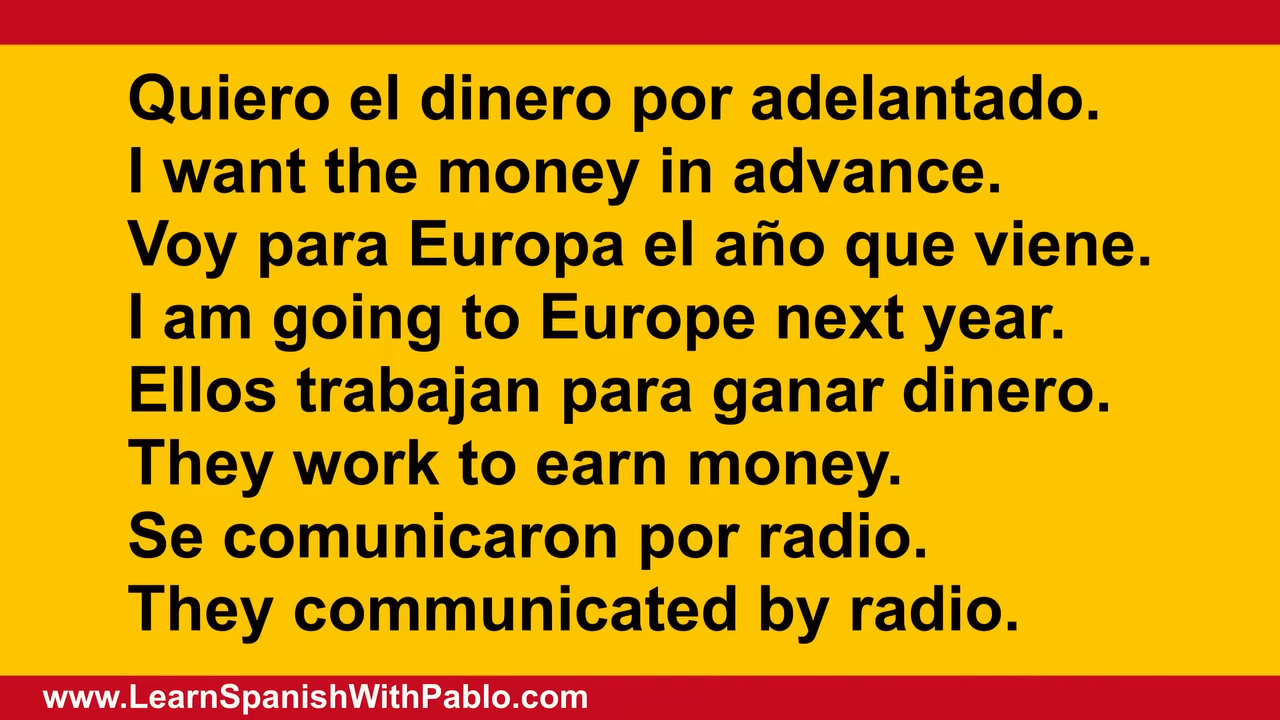 Quiero el dinero por adelantado.
I want the money in advance.
Voy para Europa el año que viene.
I am going to Europe next year.
Ellos trabajan para ganar dinero.
They work to earn money.
Se comunicaron por radio.
They communicated by radio.
www.LearnSpanishWithPablo.com